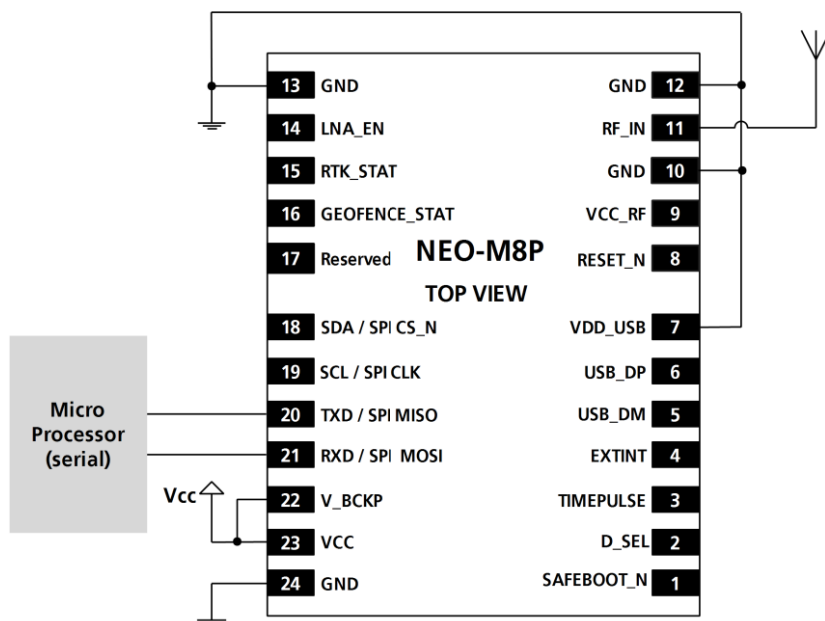 13 GND GND 12
14 LNA_EN RF_IN 11
15 RTK_STAT GND 10
16 GEOFENCE_STAT VCC_RF 9
17 Reserved NEO-M8P RESET_N 8
TOP VIEW
18 SDA / SPI CS_N VDD_USB 7
19 SCL / SPI CLK USB_DP 6
Micro
Processor
(serial)
20 TXD / SPI MISO USB_DM 5
21 RXD / SPI MOSI EXTINT 4
Vcc
22 V_BCKP TIMEPULSE 3
23 VCC D_SEL 2
24 GND SAFEBOOT_N 1